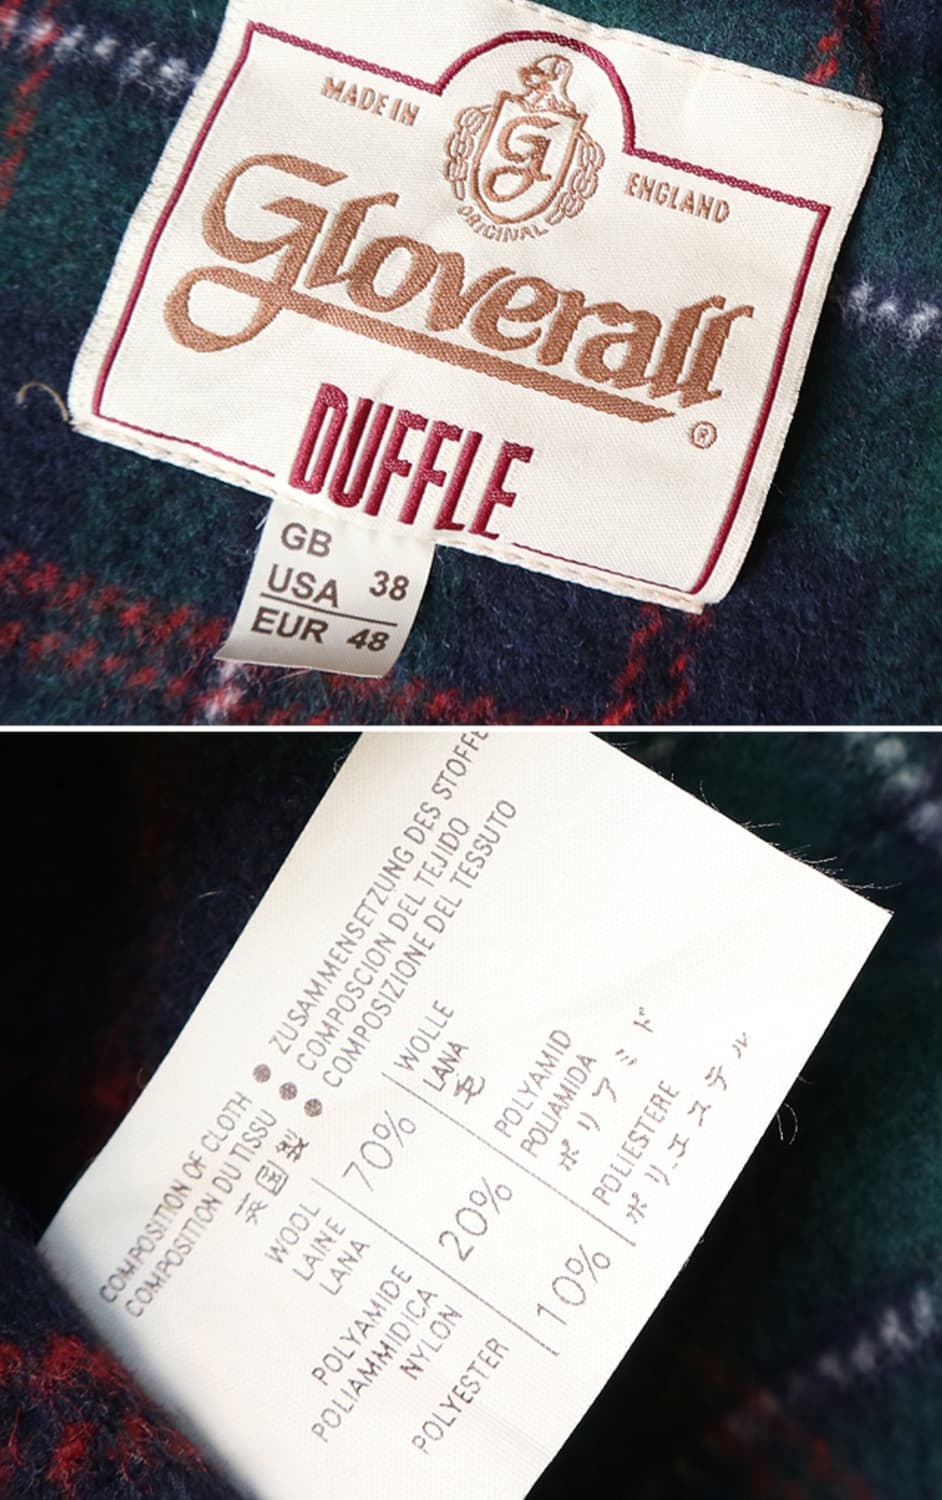 MADE IN
ENGLAND
G
ORIGINAL
Gloverall
®
DUFFLE
GB
USA 38
EUR 48
COMPOSITION OF CLOTH ● ZUSAMMENSETZUNG DES STOFFE
COMPOSITION DU TISSU ● COMPOSCION DEL TEJIDO
英国製 ● COMPOSIZIONE DEL TESSUTO
WOOL
LAINE
LANA
70%
WOLLE
LANA
毛
POLYAMIDE
POLIAMMIDICA
NYLON
20%
POLYAMID
POLIAMIDA
ポリアミド
POLYESTER
10%
POLIESTERE
ポリエステル